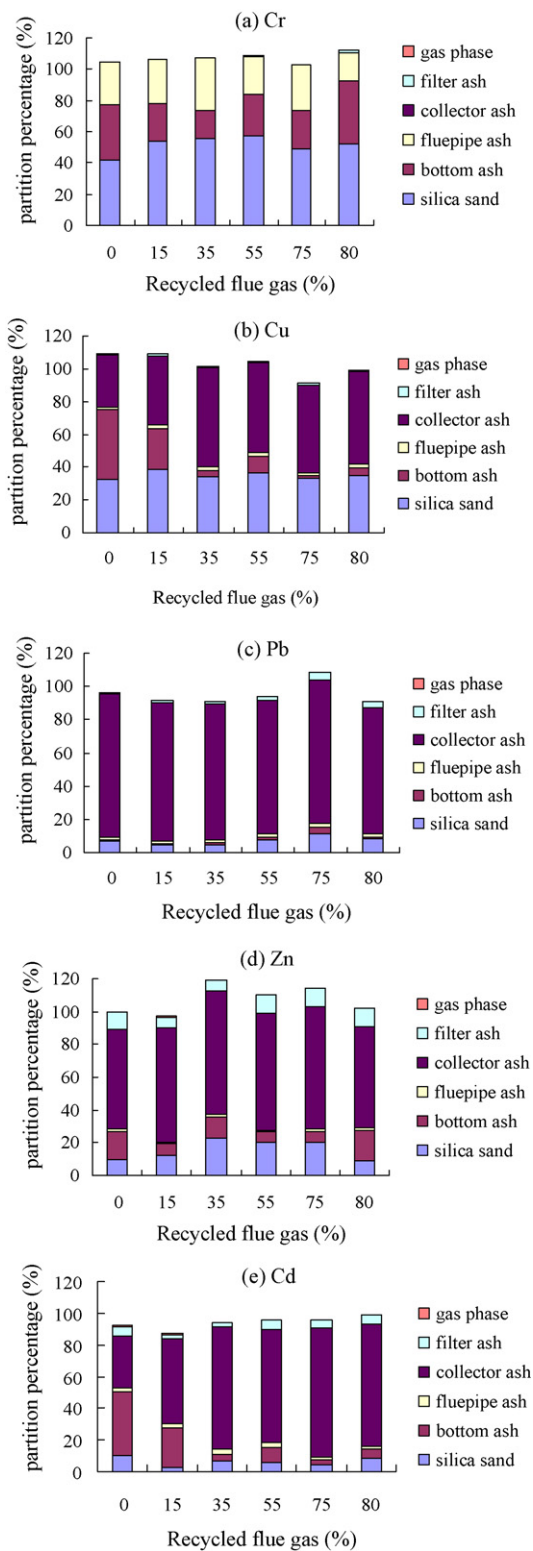 (a) Cr
partition percentage (%)
120
100
80
60
40
20
0
0 15 35 55 75 80
Recycled flue gas (%)
gas phase
filter ash
collector ash
fluepipe ash
bottom ash
silica sand
(b) Cu
partition percentage (%)
120
100
80
60
40
20
0
0 15 35 55 75 80
Recycled flue gas (%)
gas phase
filter ash
collector ash
fluepipe ash
bottom ash
silica sand
(c) Pb
partition percentage (%)
120
100
80
60
40
20
0
0 15 35 55 75 80
Recycled flue gas (%)
gas phase
filter ash
collector ash
fluepipe ash
bottom ash
silica sand
(d) Zn
partition percentage (%)
120
100
80
60
40
20
0
0 15 35 55 75 80
Recycled flue gas (%)
gas phase
filter ash
collector ash
fluepipe ash
bottom ash
silica sand
(e) Cd
partition percentage (%)
120
100
80
60
40
20
0
0 15 35 55 75 80
Recycled flue gas (%)
gas phase
filter ash
collector ash
fluepipe ash
bottom ash
silica sand